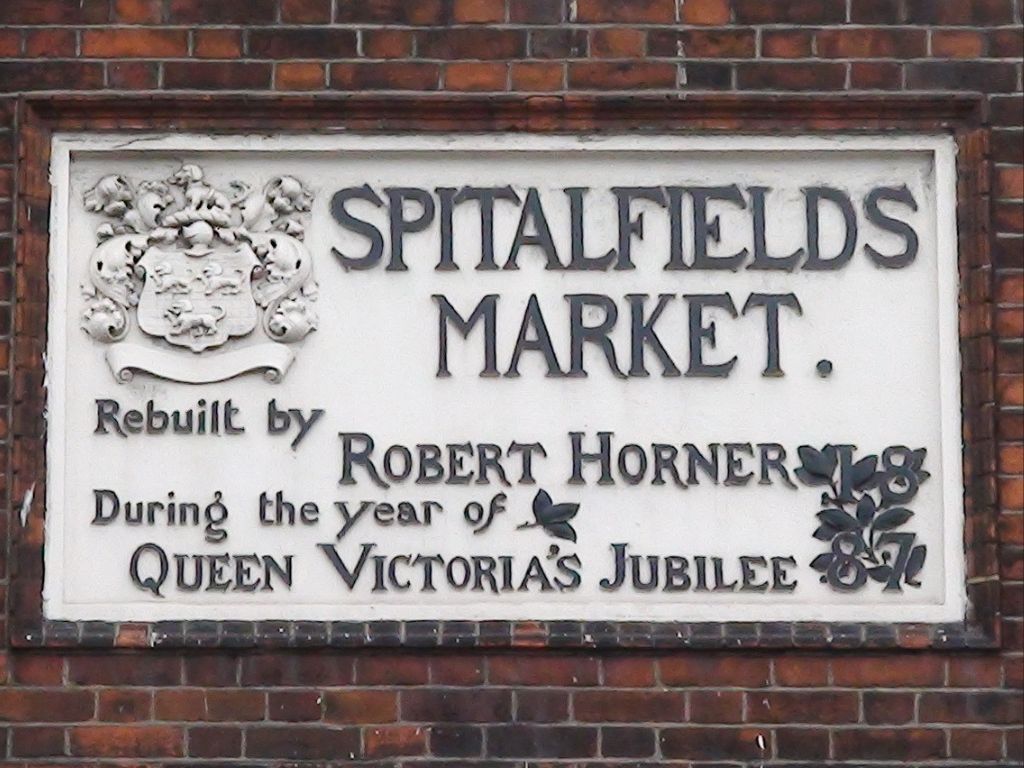 SPITALFIELDS
MARKET.
Rebuilt by
ROBERT HORNER
During the year of
QUEEN VICTORIA'S JUBILEE
18
87